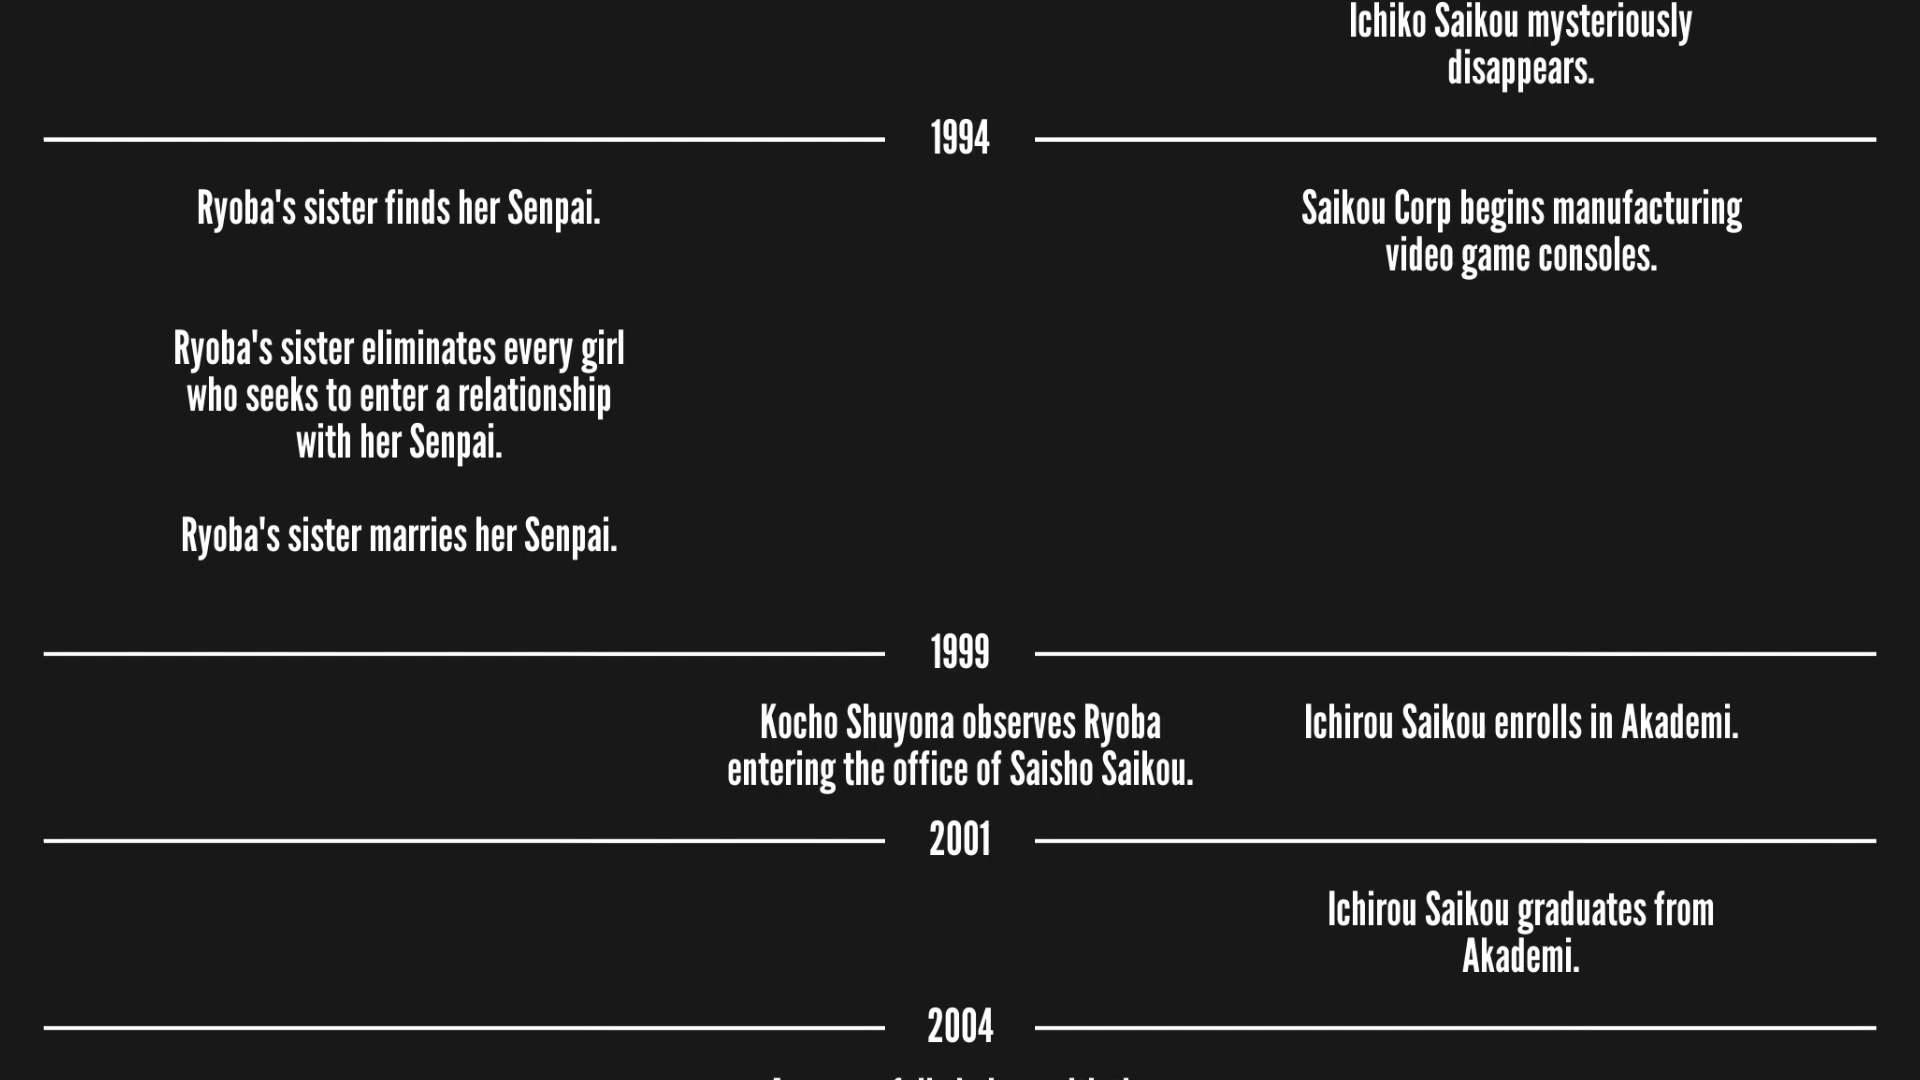 Ichiko Saikou mysteriously
disappears.
1994
Ryoba's sister finds her Senpai.
Saikou Corp begins manufacturing
video game consoles.
Ryoba's sister eliminates every girl
who seeks to enter a relationship
with her Senpai.
Ryoba's sister marries her Senpai.
1999
Kocho Shuyona observes Ryoba
entering the office of Saisho Saikou.
Ichirou Saikou enrolls in Akademi.
2001
Ichirou Saikou graduates from
Akademi.
2004